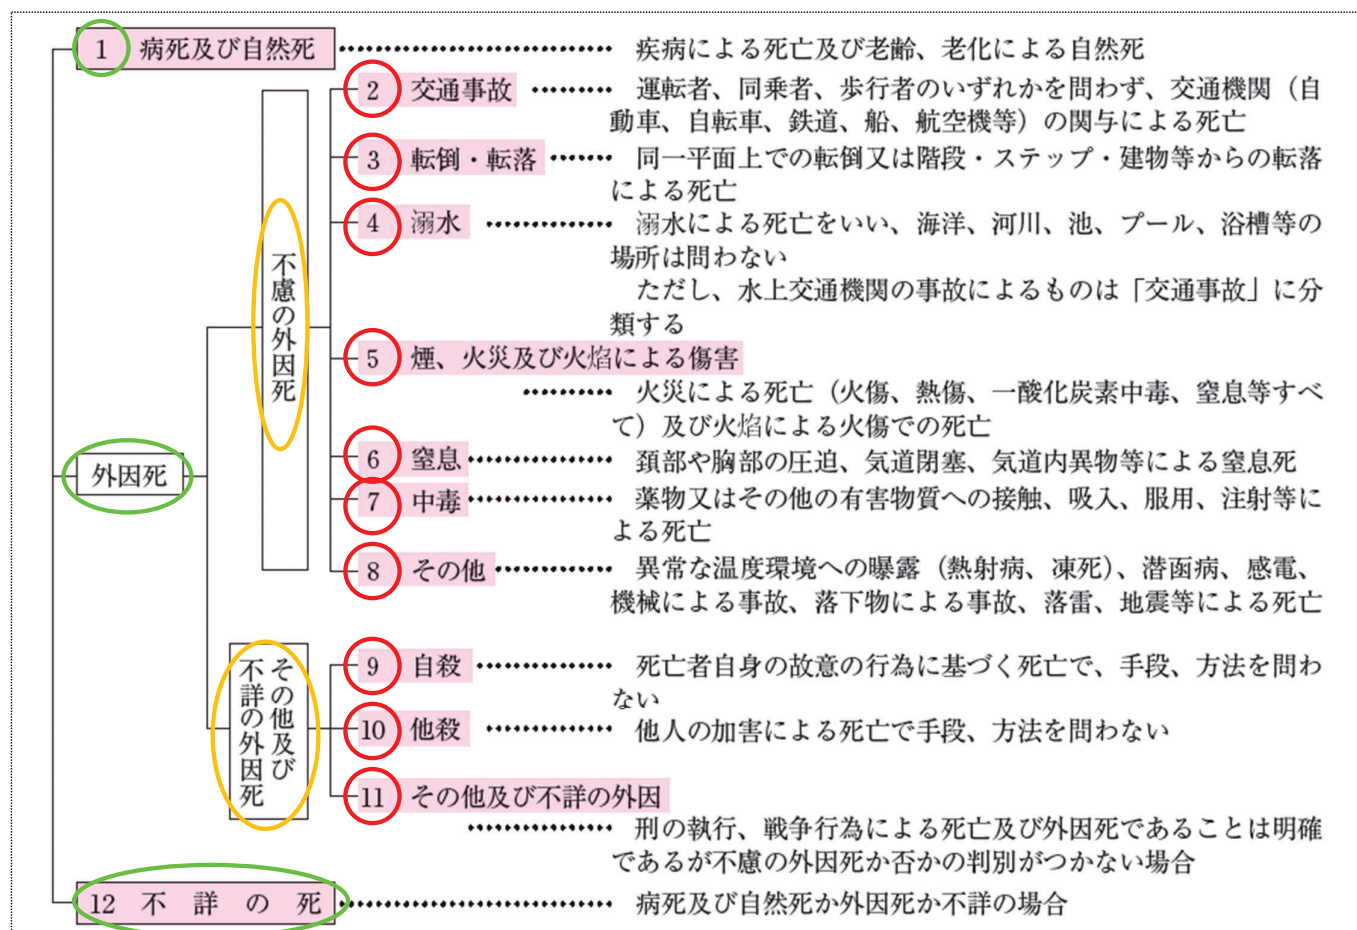 1 病死及び自然死 ………… 疾病による死亡及び老齢、老化による自然死
2 交通事故 ……… 運転者、同乗者、歩行者のいずれかを問わず、交通機関（自
動車、自転車、鉄道、船、航空機等）の関与による死亡
3 転倒・転落 ……… 同一平面上での転倒又は階段・ステップ・建物等からの転落
による死亡
4 溺水 ………… 溺水による死亡をいい、海洋、河川、池、プール、浴槽等の
場所は問わない
ただし、水上交通機関の事故によるものは「交通事故」に分
類する
不慮の外因死
5 煙、火災及び火焰による傷害
……… 火災による死亡（火傷、熱傷、一酸化炭素中毒、窒息等すべ
て）及び火焰による火傷での死亡
6 窒息 ………… 頚部や胸部の圧迫、気道閉塞、気道内異物等による窒息死
外因死
7 中毒 ………… 薬物又はその他の有害物質への接触、吸入、服用、注射等に
よる死亡
8 その他 ………… 異常な温度環境への曝露（熱射病、凍死）、潜函病、感電、
機械による事故、落下物による事故、落雷、地震等による死亡
その他及び
不詳の外因死
9 自殺 ………… 死亡者自身の故意の行為に基づく死亡で、手段、方法を問わ
ない
10 他殺 ………… 他人の加害による死亡で手段、方法を問わない
11 その他及び不詳の外因
………… 刑の執行、戦争行為による死亡及び外因死であることは明確
であるが不慮の外因死か否かの判別がつかない場合
12 不詳の死 ………… 病死及び自然死か外因死か不詳の場合